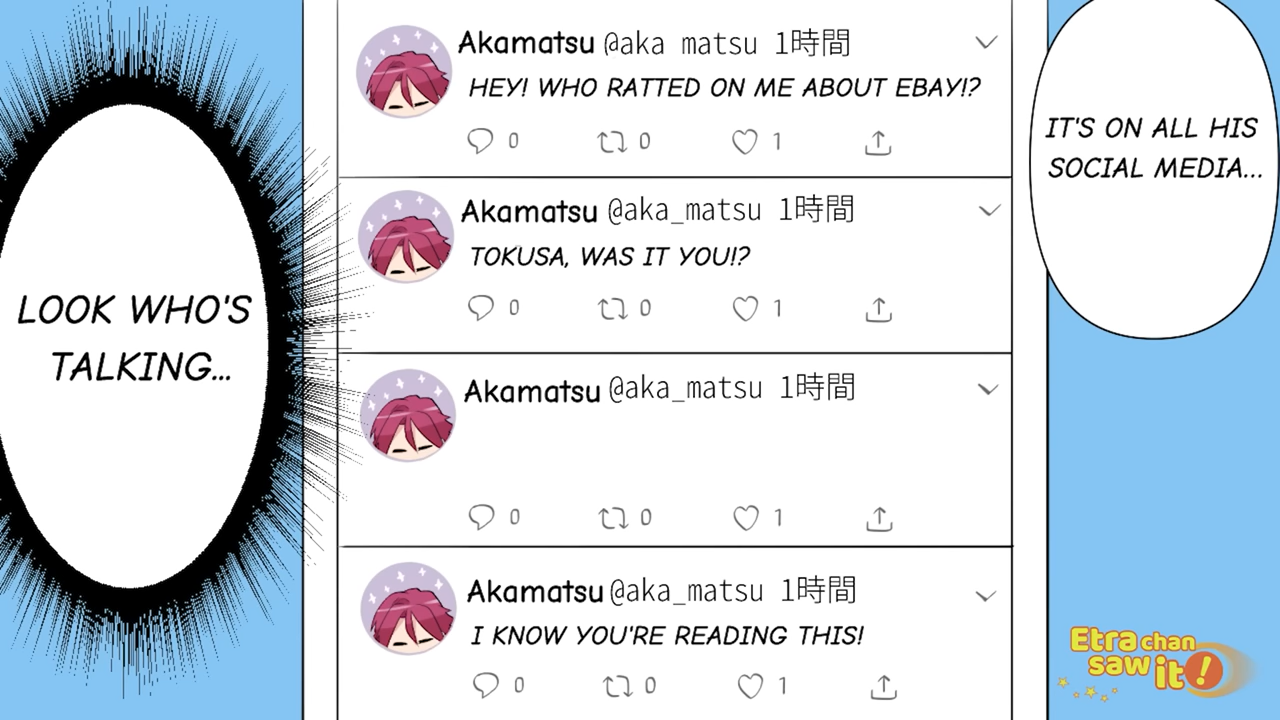 IT'S ON ALL HIS
SOCIAL MEDIA...
Akamatsu @aka matsu 1時間
HEY! WHO RATTED ON ME ABOUT EBAY!?
0 0 1
Akamatsu @aka_matsu 1時間
TOKUSA, WAS IT YOU!?
0 0 1
Akamatsu @aka_matsu 1時間
0 0 1
Akamatsu @aka_matsu 1時間
I KNOW YOU'RE READING THIS!
0 0 1
LOOK WHO'S
TALKING...
Etra chan
saw it!